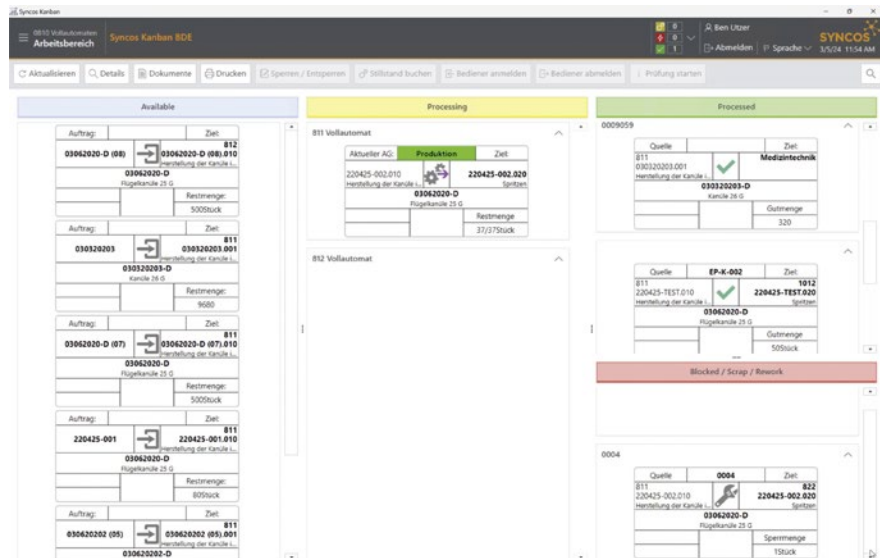 Syncos Kanban
0810 Vollautomaten
Arbeitsbereich
Syncos Kanban BDE
0
0
1
Ben Utzer
Abmelden
Sprache
SYNCOS
3/5/24 11:54 AM
Aktualisieren
Details
Dokumente
Drucken
Sperren / Entsperren
Stillstand buchen
Bediener anmelden
Bediener abmelden
Prüfung starten
Available
Auftrag:
Ziel:
812
03062020-D (08)
03062020-D (08).010
Herstellung der Kanüle i...
03062020-D
Flügelkanüle 25 G
Restmenge:
500Stück
Auftrag:
Ziel:
811
030320203
030320203.001
Herstellung der Kanüle i...
030320203-D
Kanüle 26 G
Restmenge:
9680
Auftrag:
Ziel:
811
03062020-D (07)
03062020-D (07).010
Herstellung der Kanüle i...
03062020-D
Flügelkanüle 25 G
Restmenge:
500Stück
Auftrag:
Ziel:
811
220425-001
220425-001.010
Herstellung der Kanüle i...
03062020-D
Flügelkanüle 25 G
Restmenge:
80Stück
Auftrag:
Ziel:
811
030620202 (05)
030620202 (05).001
Herstellung der Kanüle i...
030620202-D
Processing
811 Vollautomat
Aktueller AG:
Produktion
Ziel:
220425-002.010
220425-002.020
Herstellung der Kanüle i...
Spritzen
03062020-D
Flügelkanüle 25 G
Restmenge
37/37Stück
812 Vollautomat
Processed
0009059
Quelle
Ziel:
811
Medizintechnik
030320203.001
Herstellung der Kanüle i...
030320203-D
Kanüle 26 G
Gutmenge
320
Quelle
EP-K-002
Ziel:
811
1012
220425-TEST.010
220425-TEST.020
Herstellung der Kanüle i...
Spritzen
03062020-D
Flügelkanüle 25 G
Gutmenge
50Stück
Blocked / Scrap / Rework
0004
Quelle
0004
Ziel:
811
822
220425-002.010
220425-002.020
Herstellung der Kanüle i...
Spritzen
03062020-D
Flügelkanüle 25 G
Sperrmenge
1Stück